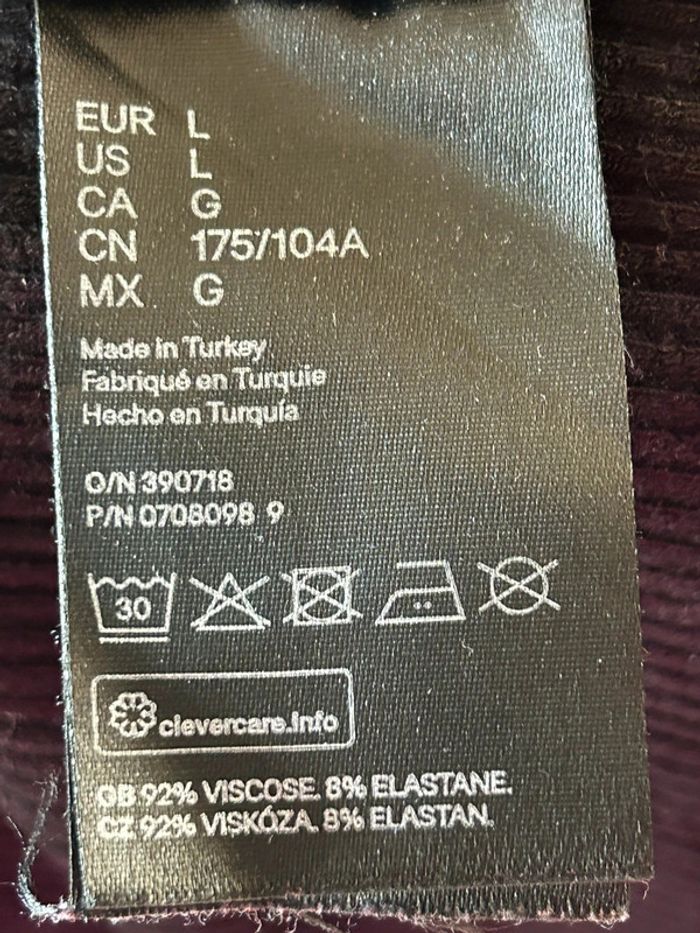 EUR L
US L
CA G
CN 175/104A
MX G
Made in Turkey
Fabriqué en Turquie
Hecho en Turquía
O/N 390718
P/N 0708098 9
30
clevercare.info
GB 92% VISCOSE. 8% ELASTANE.
CZ 92% VISKÓZA. 8% ELASTAN.